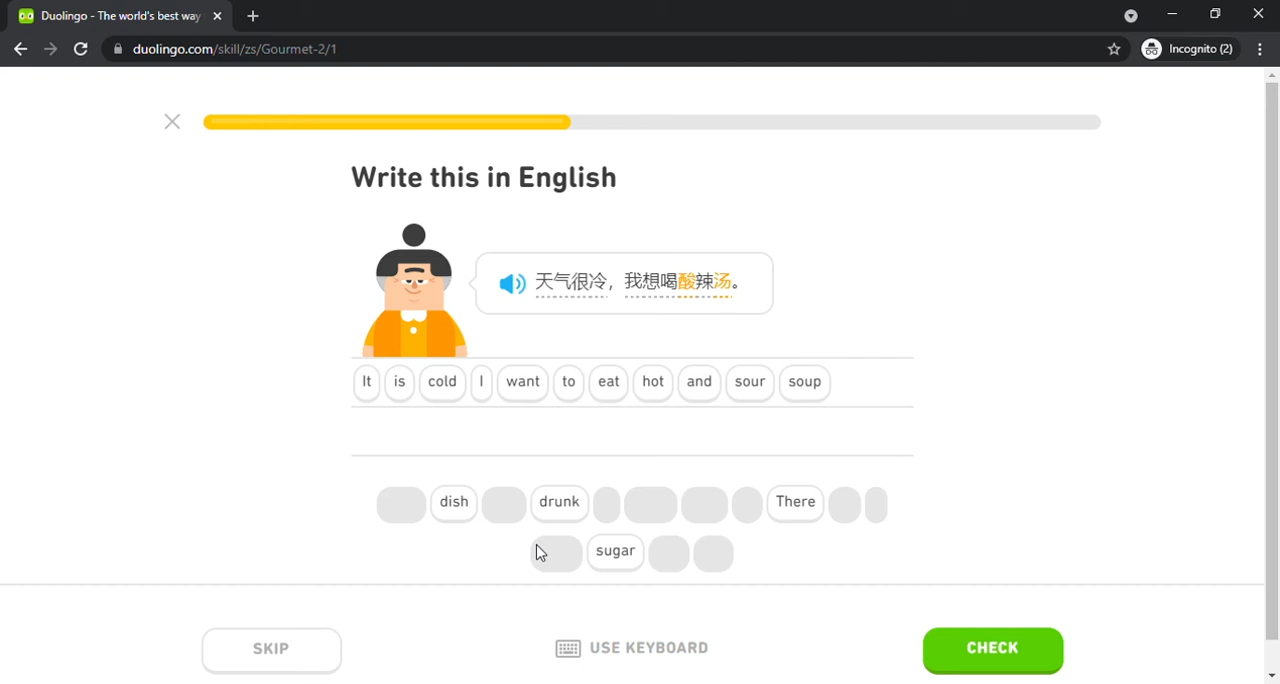 Duolingo - The world's best way
duolingo.com/skill/zs/Gourmet-2/1
Incognito (2)
Write this in English
天气很冷，我想喝酸辣汤。
It is cold I want to eat hot and sour soup
dish drunk There
sugar
SKIP
USE KEYBOARD
CHECK